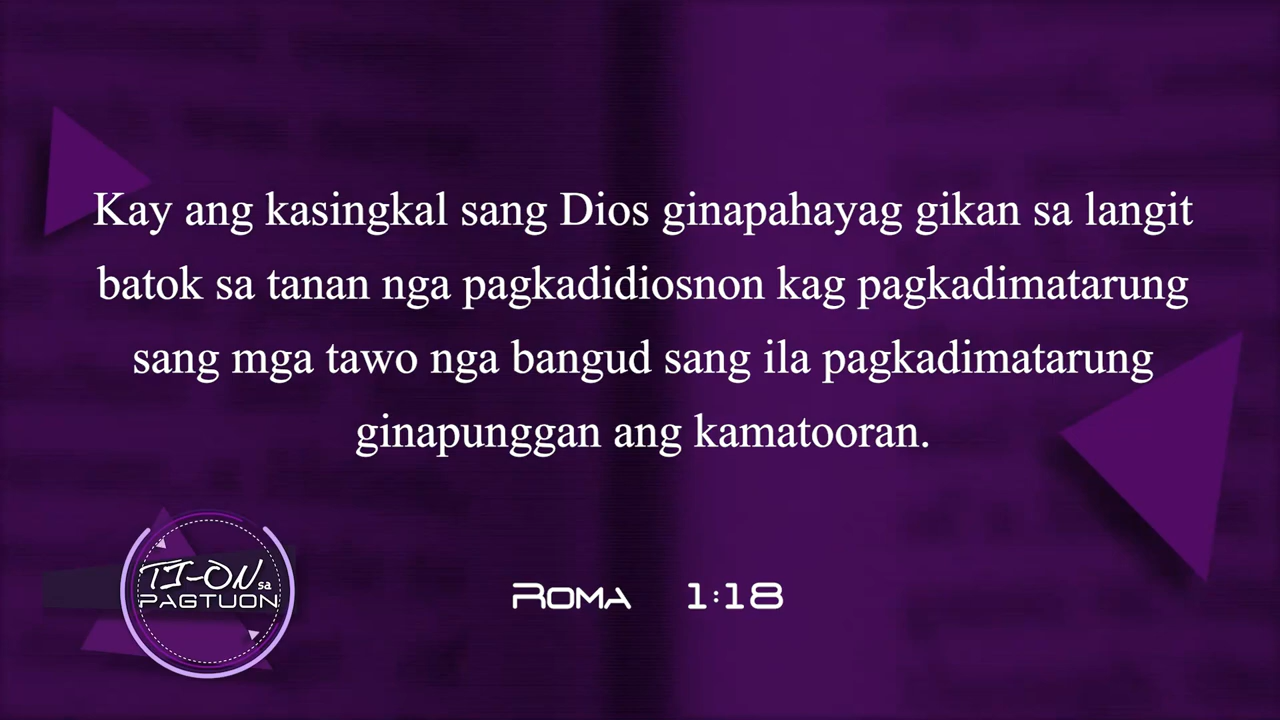 Kay ang kasingkal sang Dios ginapahayag gikan sa langit
batok sa tanan nga pagkadidiosnon kag pagkadimatarung
sang mga tawo nga bangud sang ila pagkadimatarung
ginapunggan ang kamatooran.
TI-ON sa
PAGTUON
Roma 1:18